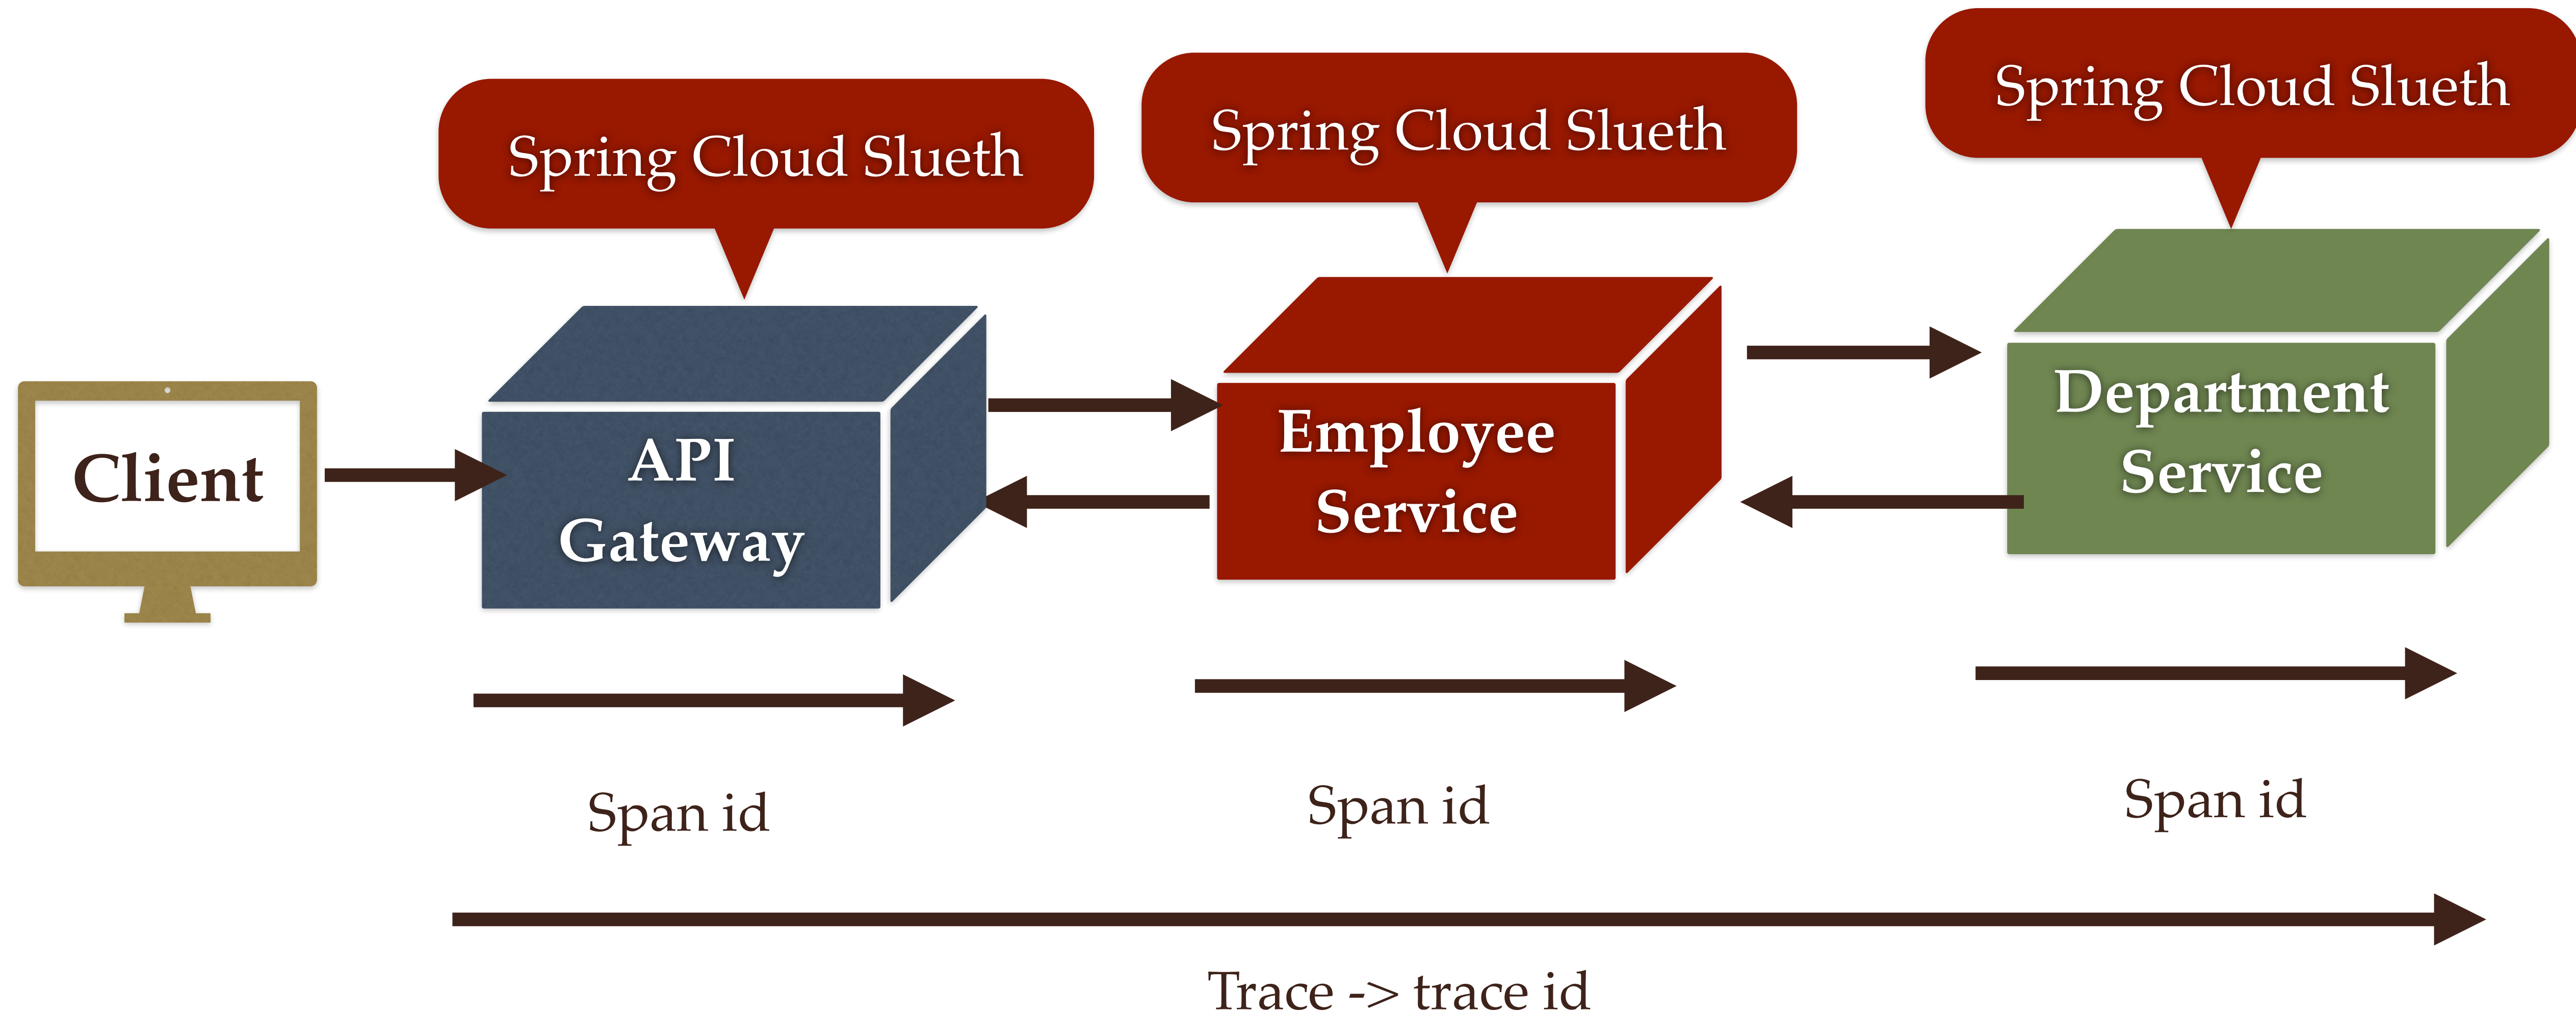 Spring Cloud Slueth
Spring Cloud Slueth
Spring Cloud Slueth
Client
API
Gateway
Employee
Service
Department
Service
Span id
Span id
Span id
Trace -> trace id